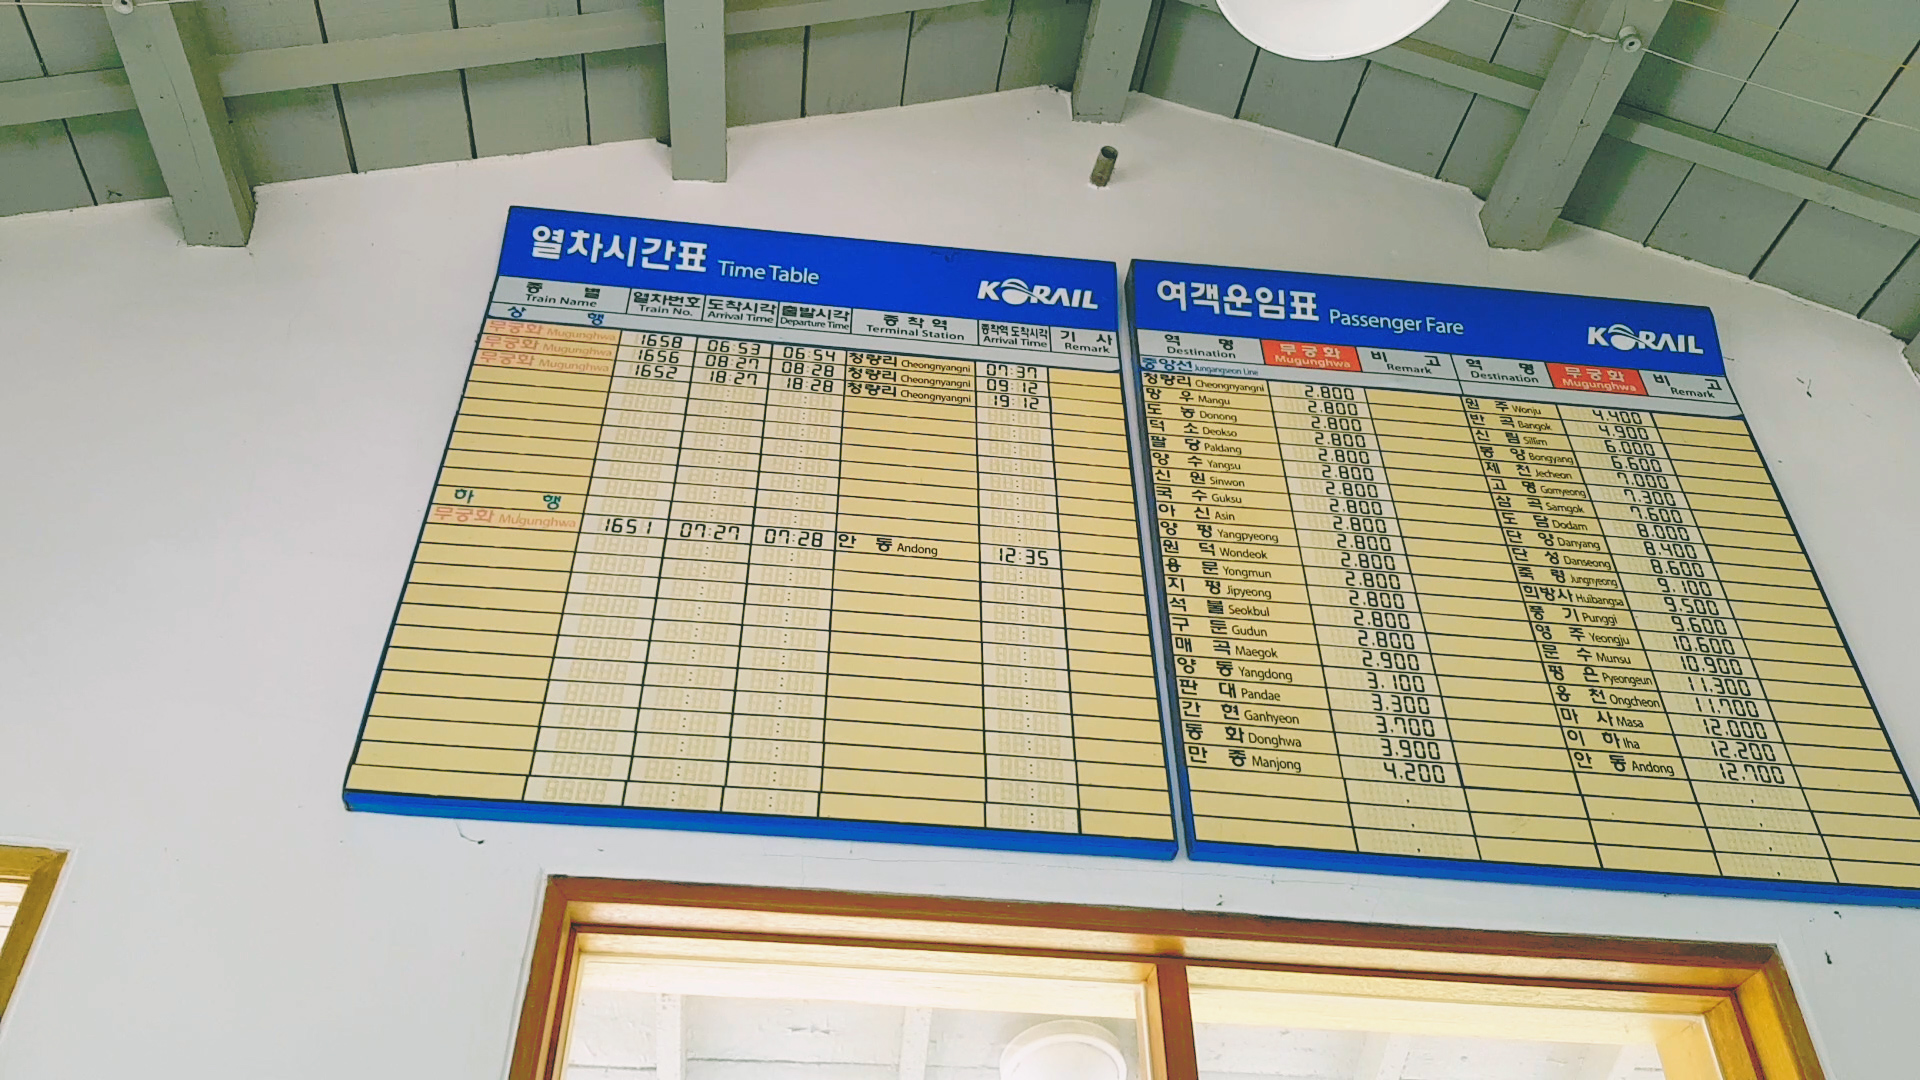 열차시간표 Time Table KORAIL
종 별 열차번호 도착시각 출발시각 종 착 역 종착역 도착시각 기 사
Train Name Train No. Arrival Time Departure Time Terminal Station Arrival Time Remark
상 행
무궁화 Mugunghwa 1658 06:53 06:54 청량리 Cheongnyangni 07:37
무궁화 Mugunghwa 1656 08:27 08:28 청량리 Cheongnyangni 09:12
무궁화 Mugunghwa 1652 18:27 18:28 청량리 Cheongnyangni 19:12
하 행
무궁화 Mulgunghwa 1651 07:27 07:28 안 동 Andong 12:35
여객운임표 Passenger Fare KORAIL
역 명 무궁화 비 고 역 명 무궁화 비 고
Destination Mugunghwa Remark Destination Mugunghwa Remark
중앙선 Jungangseon Line
청량리 Cheongnyangni 2.800
망 우 Mangu 2.800
도 농 Donong 2.800
덕 소 Deokso 2.800
팔 당 Paldang 2.800
양 수 Yangsu 2.800
신 원 Sinwon 2.800
국 수 Guksu 2.800
아 신 Asin 2.800
양 평 Yangpyeong 2.800
원 덕 Wondeok 2.800
용 문 Yongmun 2.800
지 평 Jipyeong 2.800
석 불 Seokbul 2.800
구 둔 Gudun 2.800
매 곡 Maegok 2.900
양 동 Yangdong 3.100
판 대 Pandae 3.300
간 현 Ganhyeon 3.700
동 화 Donghwa 3.900
만 종 Manjong 4.200
원 주 Wonju 4.400
반 곡 Bangok 4.900
신 림 Sillim 6.000
봉 양 Bongyang 6.600
제 천 Jecheon 7.000
고 명 Gomyeong 7.300
삼 곡 Samgok 7.600
도 담 Dodam 8.000
단 양 Danyang 8.400
단 성 Danseong 8.600
죽 령 Jungnyeong 9.100
희방사 Huibangsa 9.500
풍 기 Punggi 9.600
영 주 Yeongju 10.600
문 수 Munsu 10.900
평 은 Pyeongeun 11.300
옹 천 Ongcheon 11.700
마 사 Masa 12.000
이 하 Iha 12.200
안 동 Andong 12.700